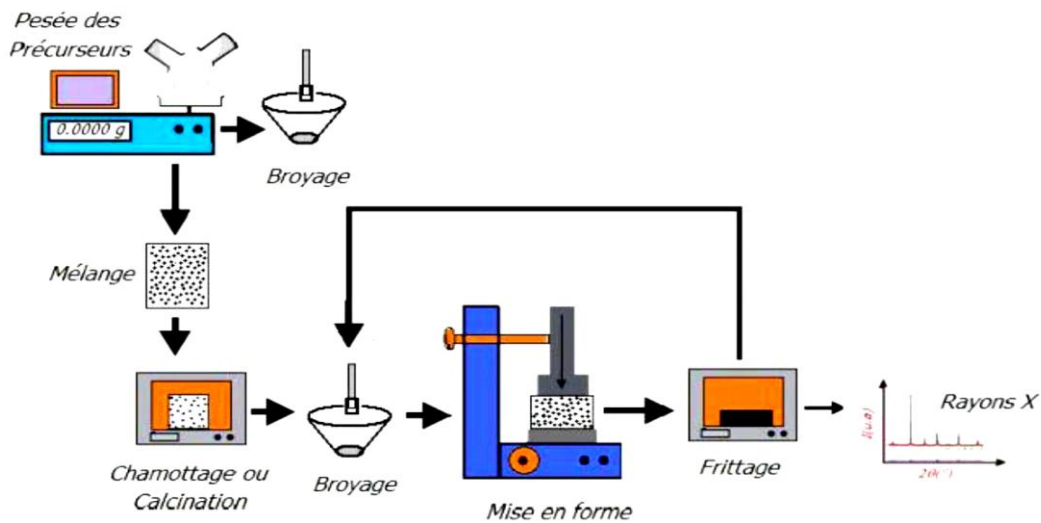 Pesée des
Précurseurs
0.0000 g
Broyage
Mélange
Chamottage ou
Calcination
Broyage
Mise en forme
Frittage
Rayons X
I(u.a)
2θ(°)